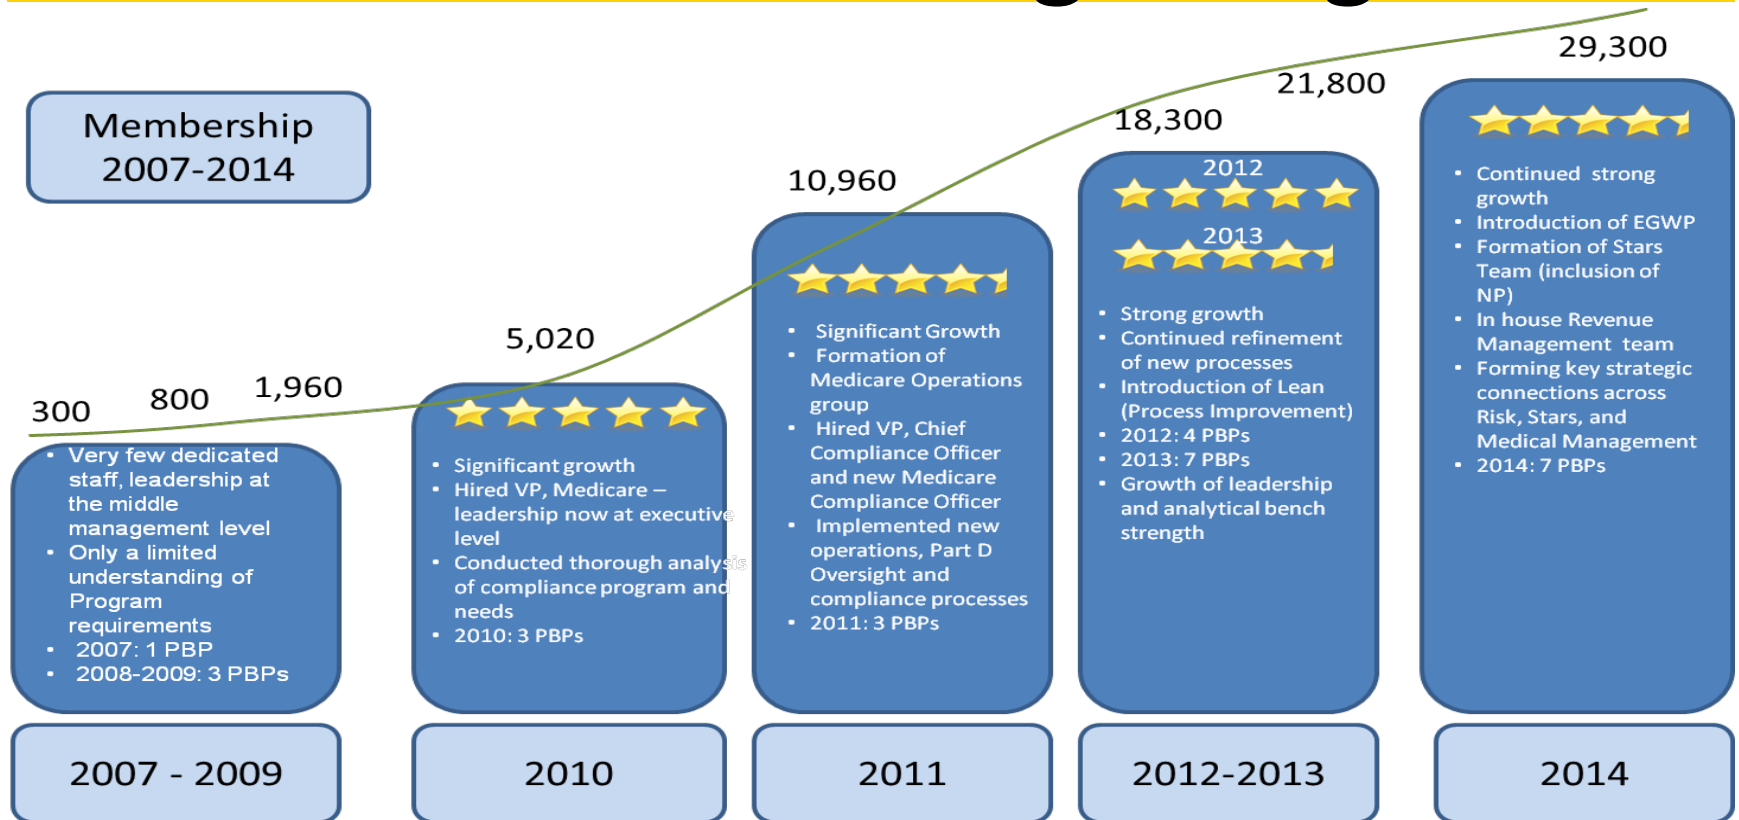 Membership
2007-2014
300
800
1,960
5,020
10,960
18,300
21,800
29,300
• Very few dedicated
staff, leadership at
the middle
management level
• Only a limited
understanding of
Program
requirements
• 2007: 1 PBP
• 2008-2009: 3 PBPs
2007 - 2009
• Significant growth
• Hired VP, Medicare –
leadership now at executive
level
• Conducted thorough analysis
of compliance program and
needs
• 2010: 3 PBPs
2010
• Significant Growth
• Formation of
Medicare Operations
group
• Hired VP, Chief
Compliance Officer
and new Medicare
Compliance Officer
• Implemented new
operations, Part D
Oversight and
compliance processes
• 2011: 3 PBPs
2011
2012
2013
• Strong growth
• Continued refinement
of new processes
• Introduction of Lean
(Process Improvement)
• 2012: 4 PBPs
• 2013: 7 PBPs
• Growth of leadership
and analytical bench
strength
2012-2013
• Continued strong
growth
• Introduction of EGWP
• Formation of Stars
Team (inclusion of
NP)
• In house Revenue
Management team
• Forming key strategic
connections across
Risk, Stars, and
Medical Management
• 2014: 7 PBPs
2014